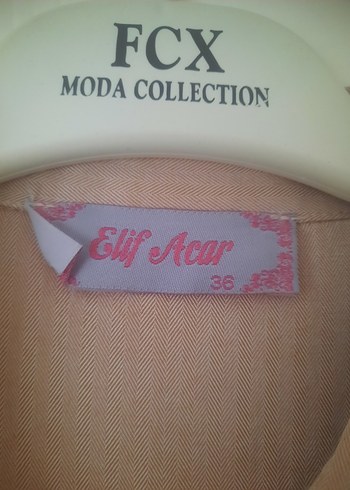 FCX
MODA COLLECTION
Elif Acar
36